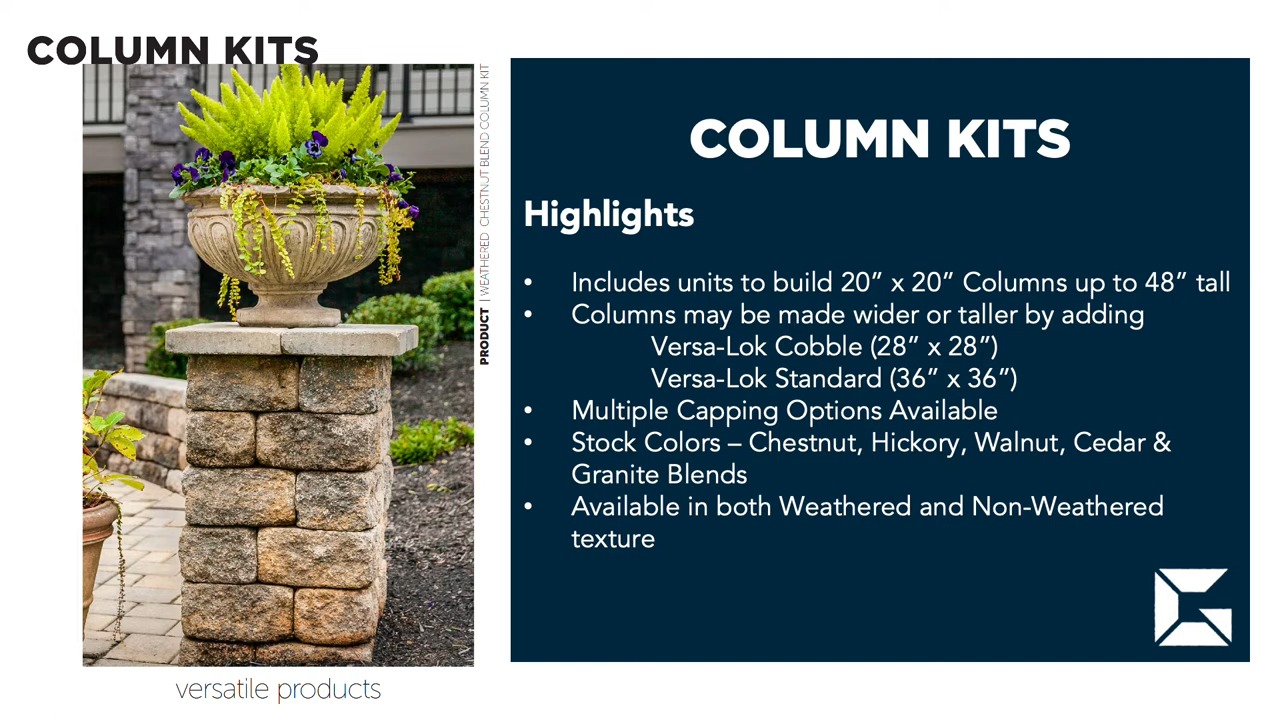 COLUMN KITS
PRODUCT | WEATHERED CHESTNUT BLEND COLUMN KIT
versatile products
COLUMN KITS
Highlights
• Includes units to build 20” x 20” Columns up to 48” tall
• Columns may be made wider or taller by adding
Versa-Lok Cobble (28” x 28”)
Versa-Lok Standard (36” x 36”)
• Multiple Capping Options Available
• Stock Colors – Chestnut, Hickory, Walnut, Cedar &
Granite Blends
• Available in both Weathered and Non-Weathered
texture